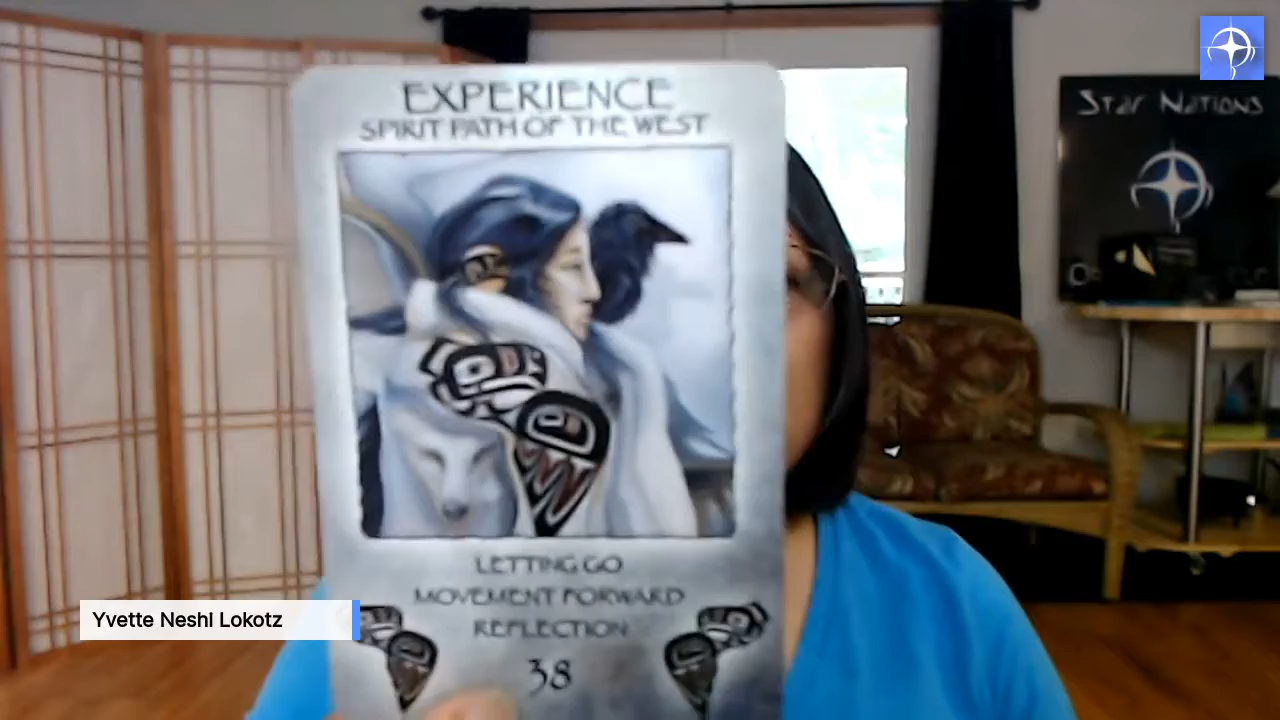 EXPERIENCE
SPIRIT PATH OF THE WEST
Star Nations
LETTING GO
MOVEMENT FORWARD
REFLECTION
38
Yvette Neshi Lokotz